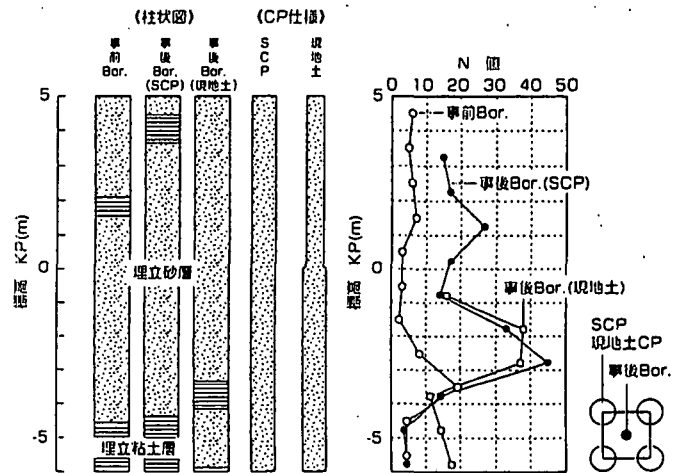 《柱状図》
《CP仕様》
事前Bor.
事後Bor.(SCP)
事後Bor.(現地土)
SCP
現地土
N 値
0 10 20 30 40 50
5
0
-5
標高 KP(m)
埋立砂層
埋立粘土層
5
0
-5
標高 KP(m)
事前Bor.
事後Bor.(SCP)
事後Bor.(現地土)
SCP
現地土CP
事後Bor.